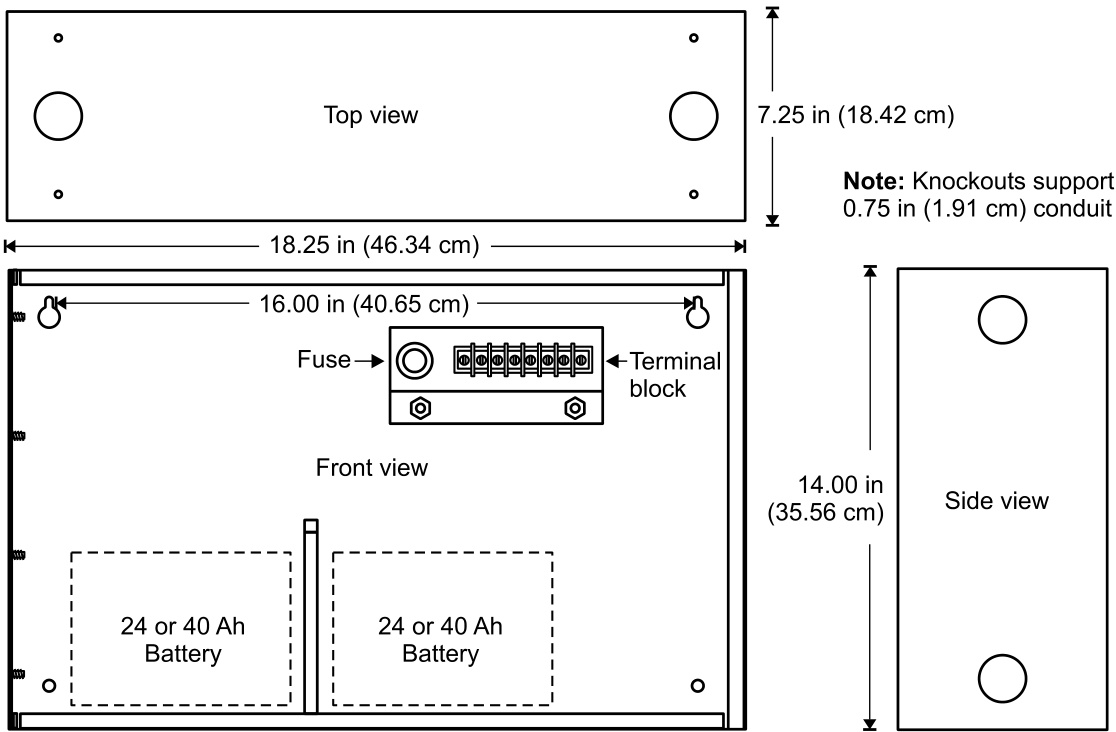 Top view
7.25 in (18.42 cm)
Note: Knockouts support
0.75 in (1.91 cm) conduit
18.25 in (46.34 cm)
16.00 in (40.65 cm)
Fuse
Terminal
block
Front view
14.00 in
(35.56 cm)
Side view
24 or 40 Ah
Battery
24 or 40 Ah
Battery